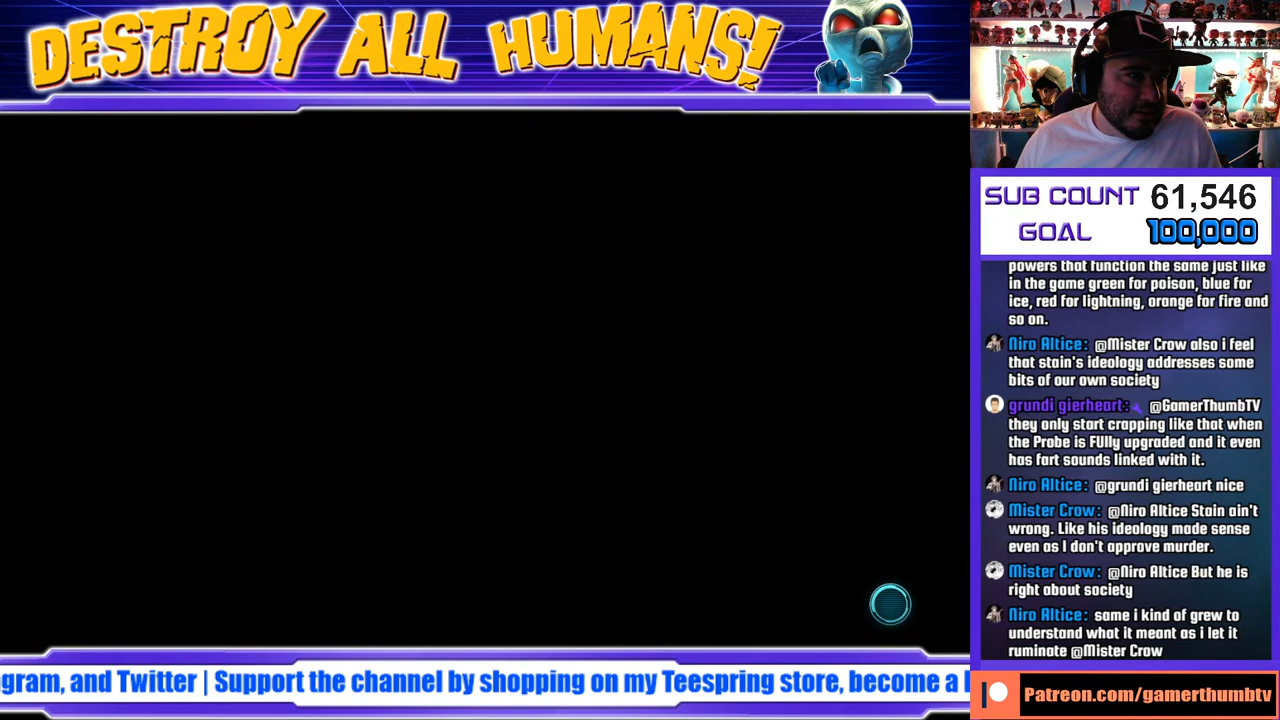 DESTROY ALL HUMANS!
SUB COUNT 61,546
GOAL 100,000
powers that function the same just like
in the game green for poison, blue for
ice, red for lightning, orange for fire and
so on.
Niro Altice: @Mister Crow also i feel
that stain's ideology addresses some
bits of our own society
grundi gierheart: @GamerThumbTV
they only start crapping like that when
the Probe is FUlly upgraded and it even
has fart sounds linked with it.
Niro Altice: @grundi gierheart nice
Mister Crow: @Niro Altice Stain ain't
wrong. Like his ideology made sense
even as I don't approve murder.
Mister Crow: @Niro Altice But he is
right about society
Niro Altice: same i kind of grew to
understand what it meant as i let it
ruminate @Mister Crow
gram, and Twitter | Support the channel by shopping on my Teespring store, become a
Patreon.com/gamerthumbtv